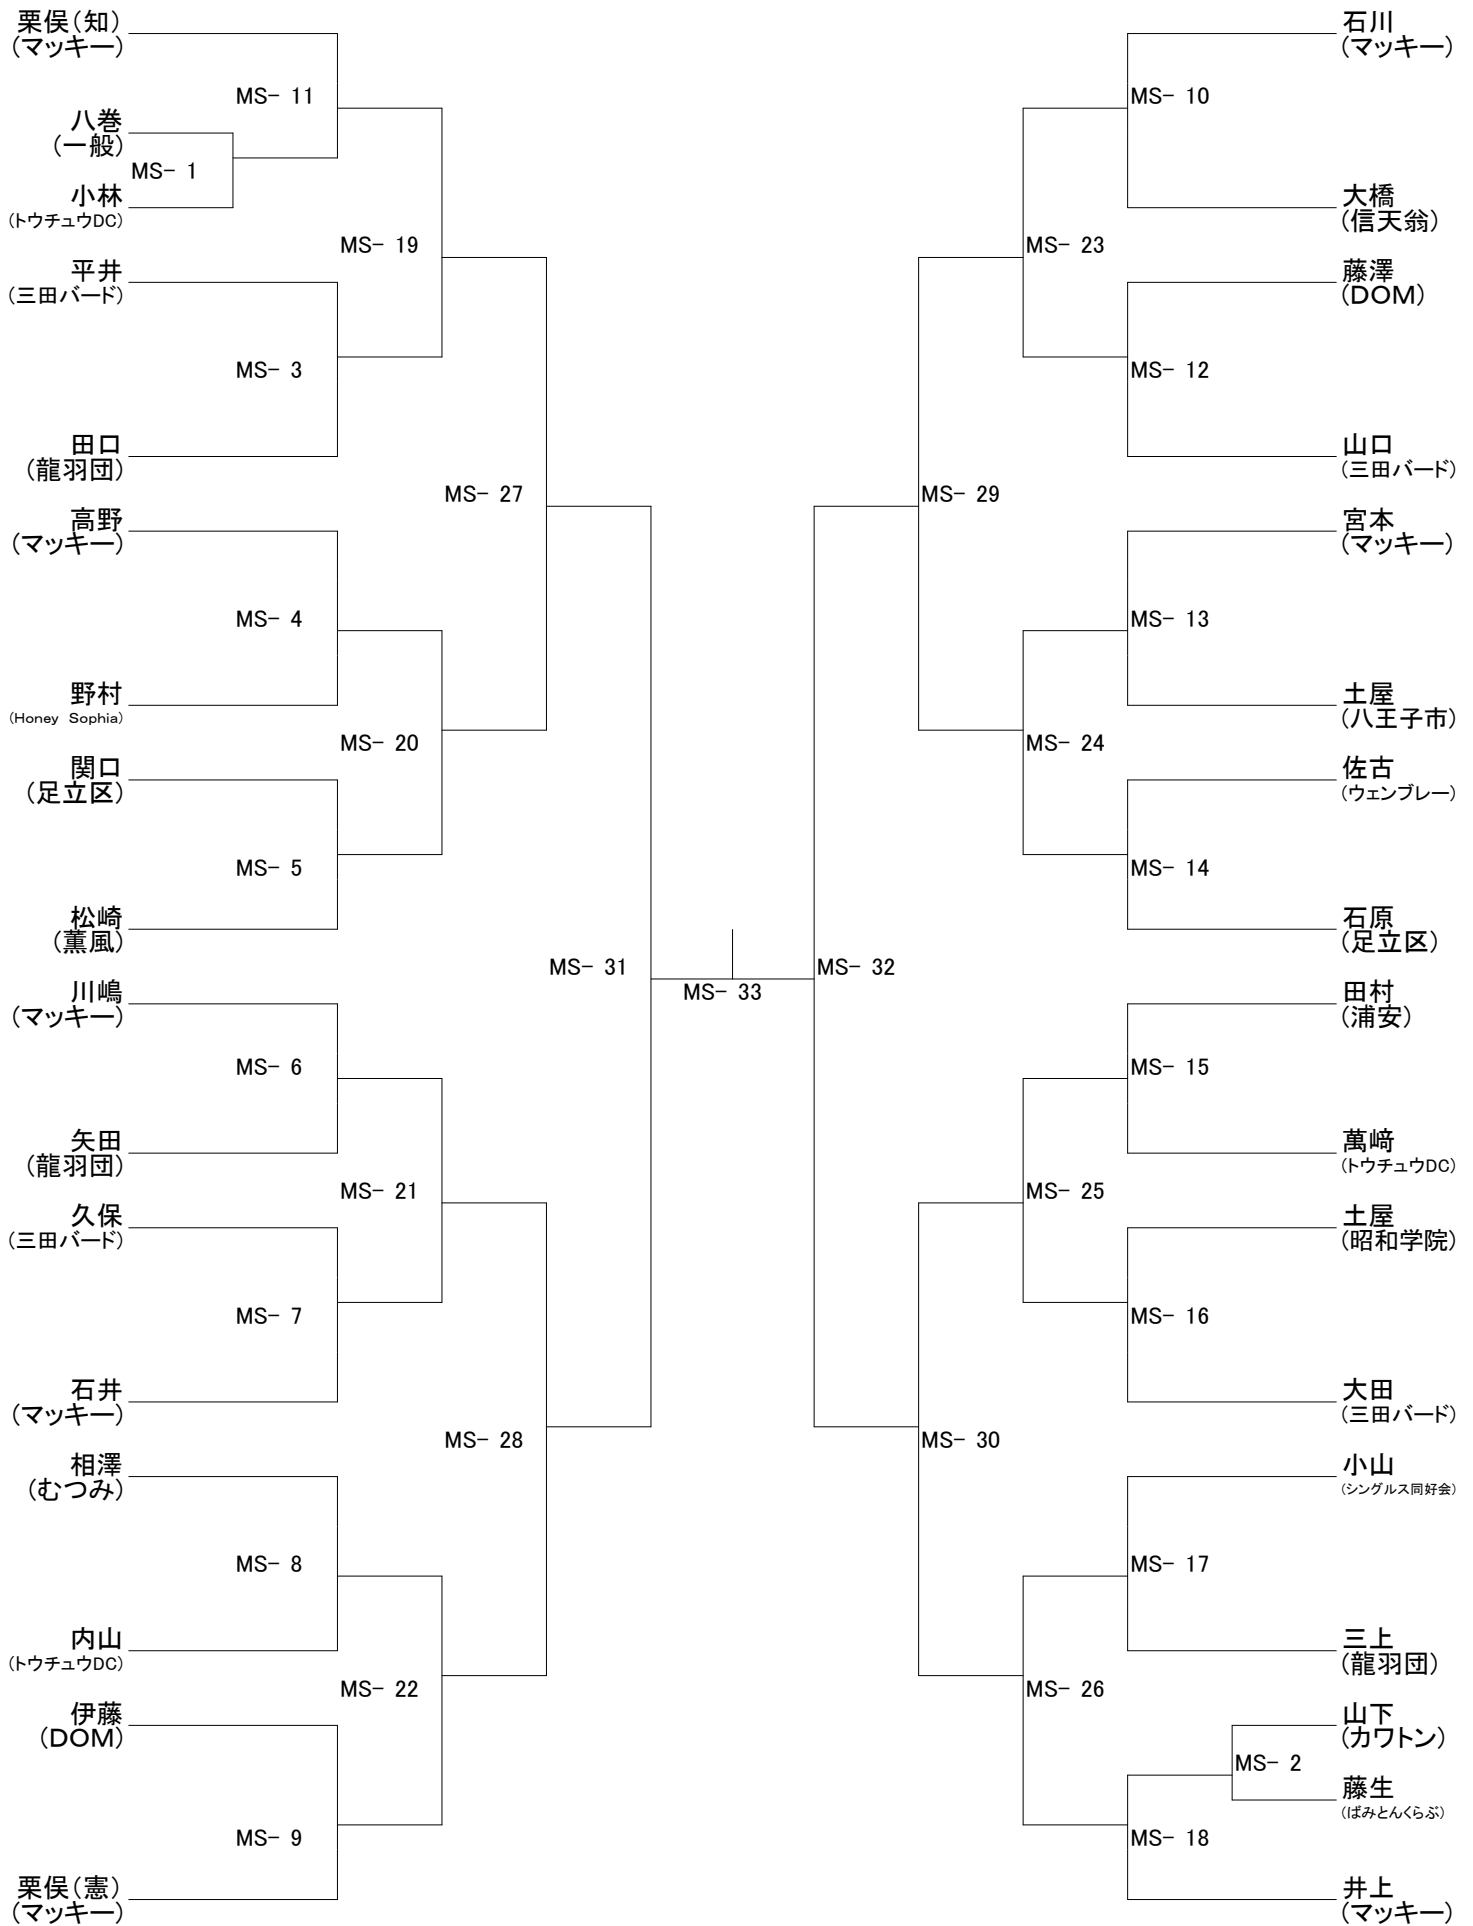 栗俣（知）
（マッキー）
MS- 11
八巻
（一般）
MS- 1
小林
（トウチュウDC）
MS- 19
平井
（三田バード）
MS- 3
田口
（龍羽団）
MS- 27
高野
（マッキー）
MS- 4
野村
（Honey Sophia）
MS- 20
関口
（足立区）
MS- 5
松崎
（薫風）
MS- 31
川嶋
（マッキー）
MS- 6
矢田
（龍羽団）
MS- 21
久保
（三田バード）
MS- 7
石井
（マッキー）
MS- 28
相澤
（むつみ）
MS- 8
内山
（トウチュウDC）
MS- 22
伊藤
（DOM）
MS- 9
栗俣（憲）
（マッキー）
MS- 33
石川
（マッキー）
MS- 10
大橋
（信天翁）
MS- 23
藤澤
（DOM）
MS- 12
山口
（三田バード）
MS- 29
宮本
（マッキー）
MS- 13
土屋
（八王子市）
MS- 24
佐古
（ウェンブレー）
MS- 14
石原
（足立区）
MS- 32
田村
（浦安）
MS- 15
萬﨑
（トウチュウDC）
MS- 25
土屋
（昭和学院）
MS- 16
大田
（三田バード）
MS- 30
小山
（シングルス同好会）
MS- 17
三上
（龍羽団）
MS- 26
山下
（カワトン）
MS- 2
藤生
（ばみとんくらぶ）
MS- 18
井上
（マッキー）